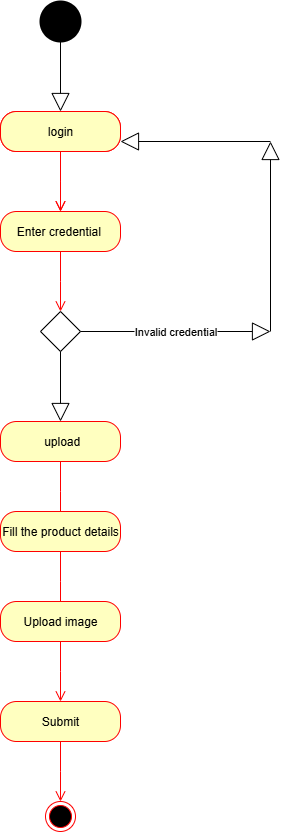 login
Enter credential
Invalid credential
upload
Fill the product details
Upload image
Submit